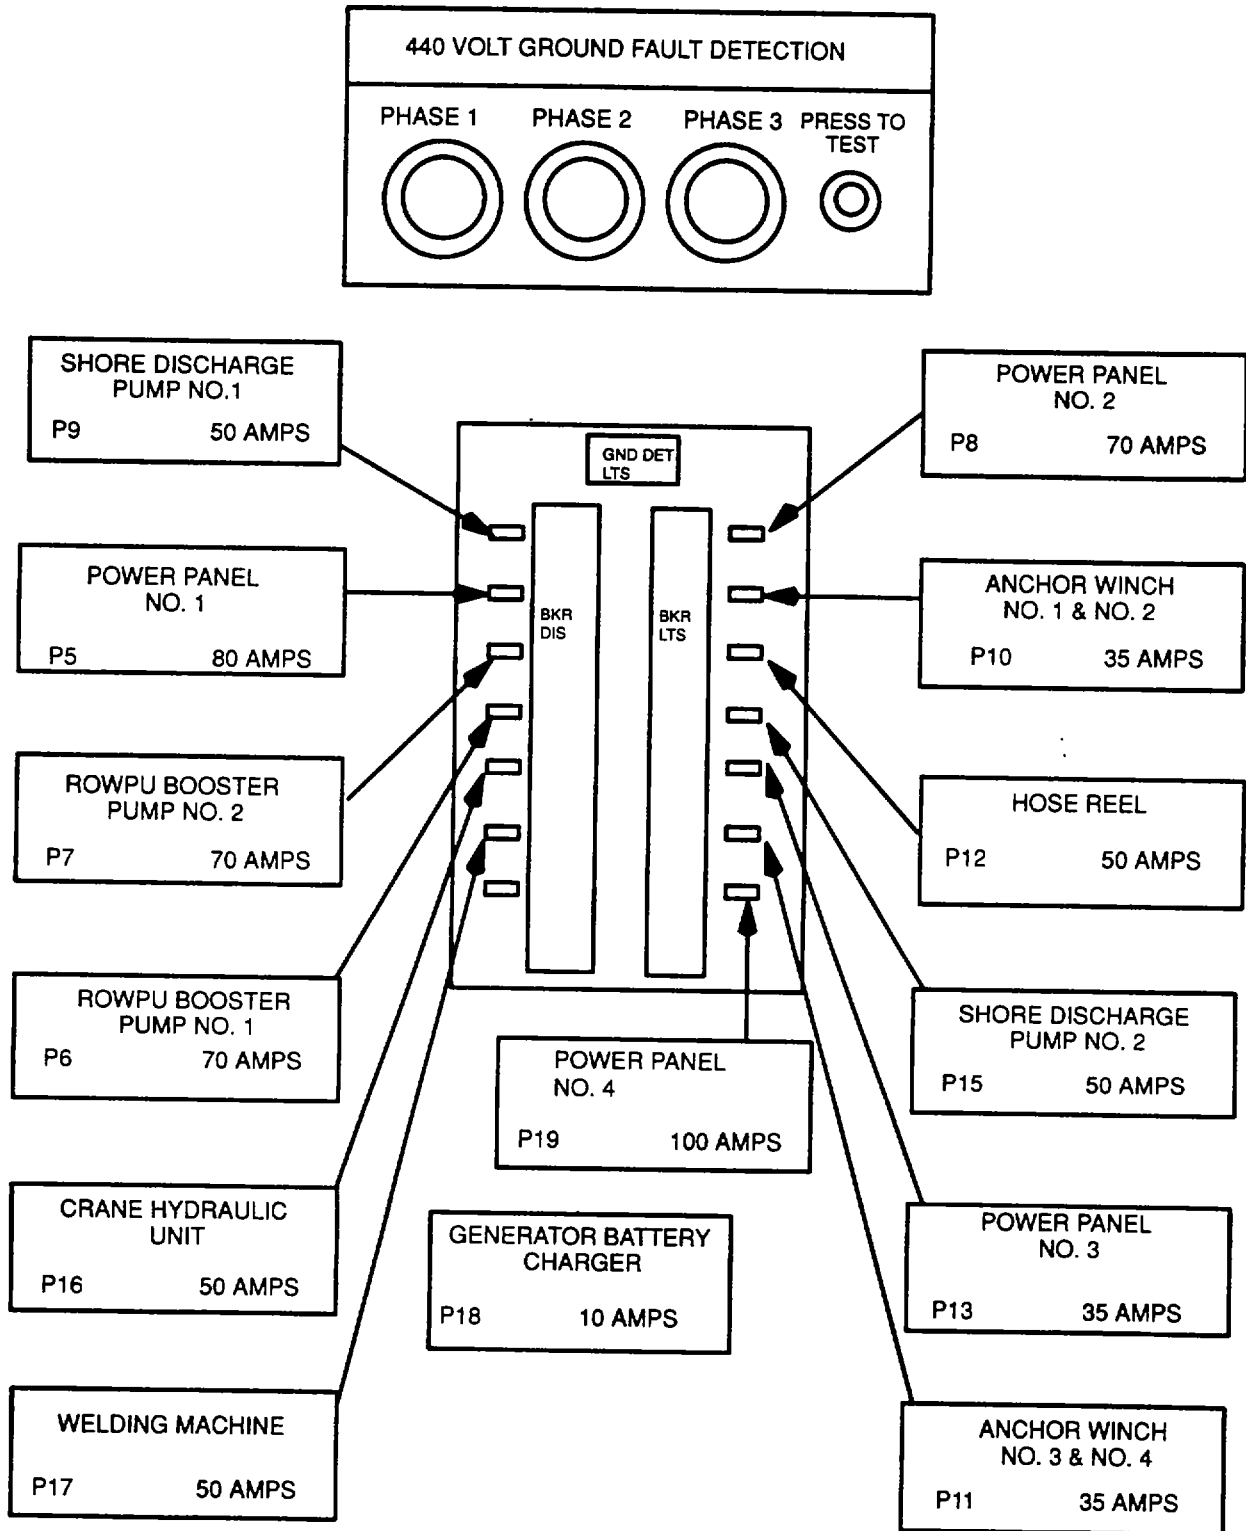 440 VOLT GROUND FAULT DETECTION
PHASE 1
PHASE 2
PHASE 3
PRESS TO
TEST
SHORE DISCHARGE
PUMP NO.1
P9 50 AMPS
POWER PANEL
NO. 2
P8 70 AMPS
GND DET
LTS
POWER PANEL
NO. 1
P5 80 AMPS
BKR
DIS
BKR
LTS
ANCHOR WINCH
NO. 1 & NO. 2
P10 35 AMPS
ROWPU BOOSTER
PUMP NO. 2
P7 70 AMPS
HOSE REEL
P12 50 AMPS
ROWPU BOOSTER
PUMP NO. 1
P6 70 AMPS
POWER PANEL
NO. 4
P19 100 AMPS
SHORE DISCHARGE
PUMP NO. 2
P15 50 AMPS
CRANE HYDRAULIC
UNIT
P16 50 AMPS
GENERATOR BATTERY
CHARGER
P18 10 AMPS
POWER PANEL
NO. 3
P13 35 AMPS
WELDING MACHINE
P17 50 AMPS
ANCHOR WINCH
NO. 3 & NO. 4
P11 35 AMPS